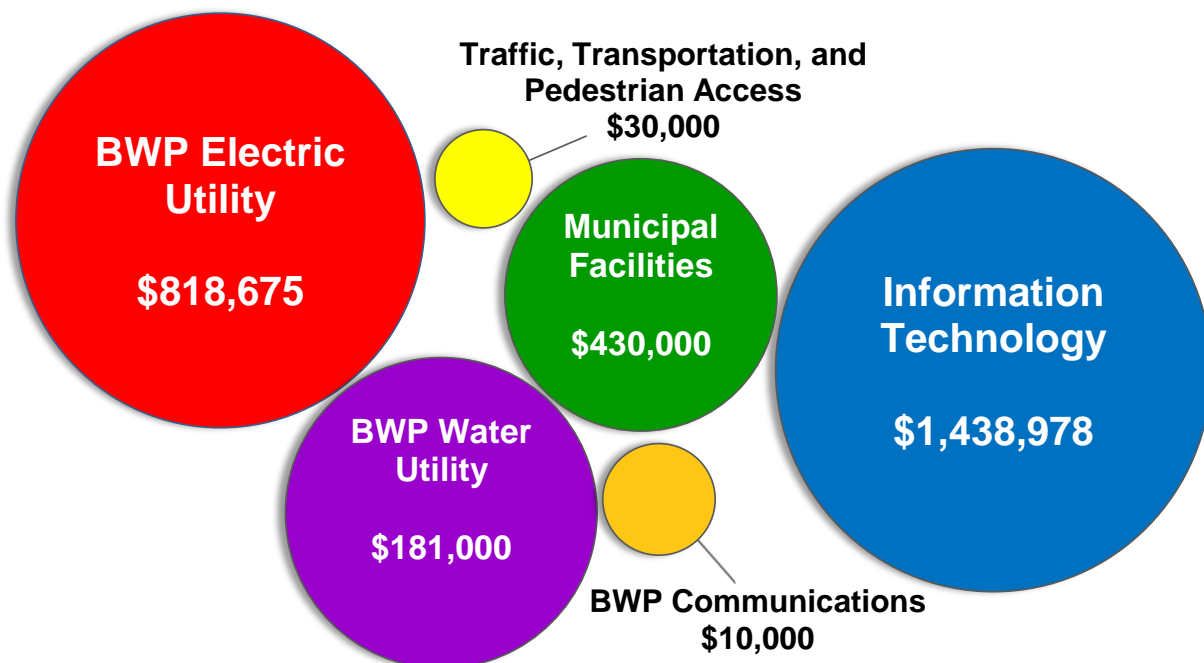 Traffic, Transportation, and
Pedestrian Access
$30,000
BWP Electric
Utility
$818,675
Municipal
Facilities
$430,000
Information
Technology
$1,438,978
BWP Water
Utility
$181,000
BWP Communications
$10,000